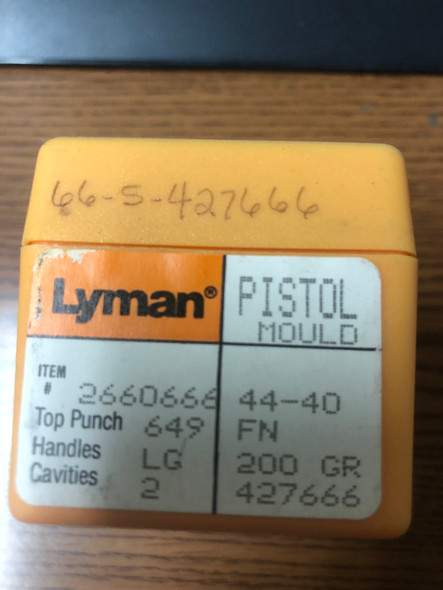 66-S-427666
Lyman®
PISTOL
MOULD
ITEM
# 2660666
Top Punch 649
Handles LG
Cavities 2
44-40
FN
200 GR
427666